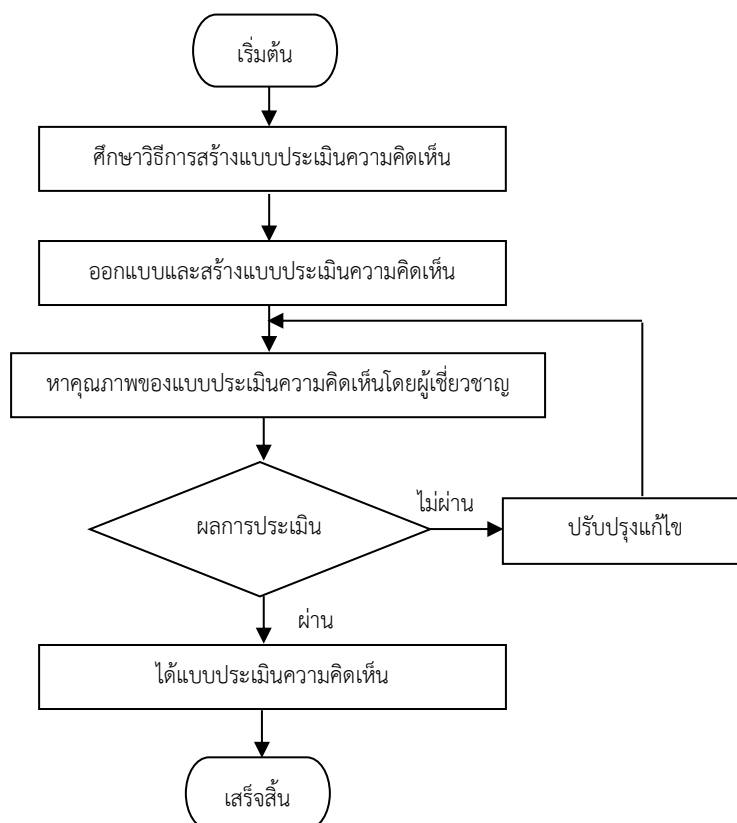 เริ่มต้น
ศึกษาวิธีการสร้างแบบประเมินความคิดเห็น
ออกแบบและสร้างแบบประเมินความคิดเห็น
หาคุณภาพของแบบประเมินความคิดเห็นโดยผู้เชี่ยวชาญ
ไม่ผ่าน
ผลการประเมิน
ปรับปรุงแก้ไข
ผ่าน
ได้แบบประเมินความคิดเห็น
เสร็จสิ้น